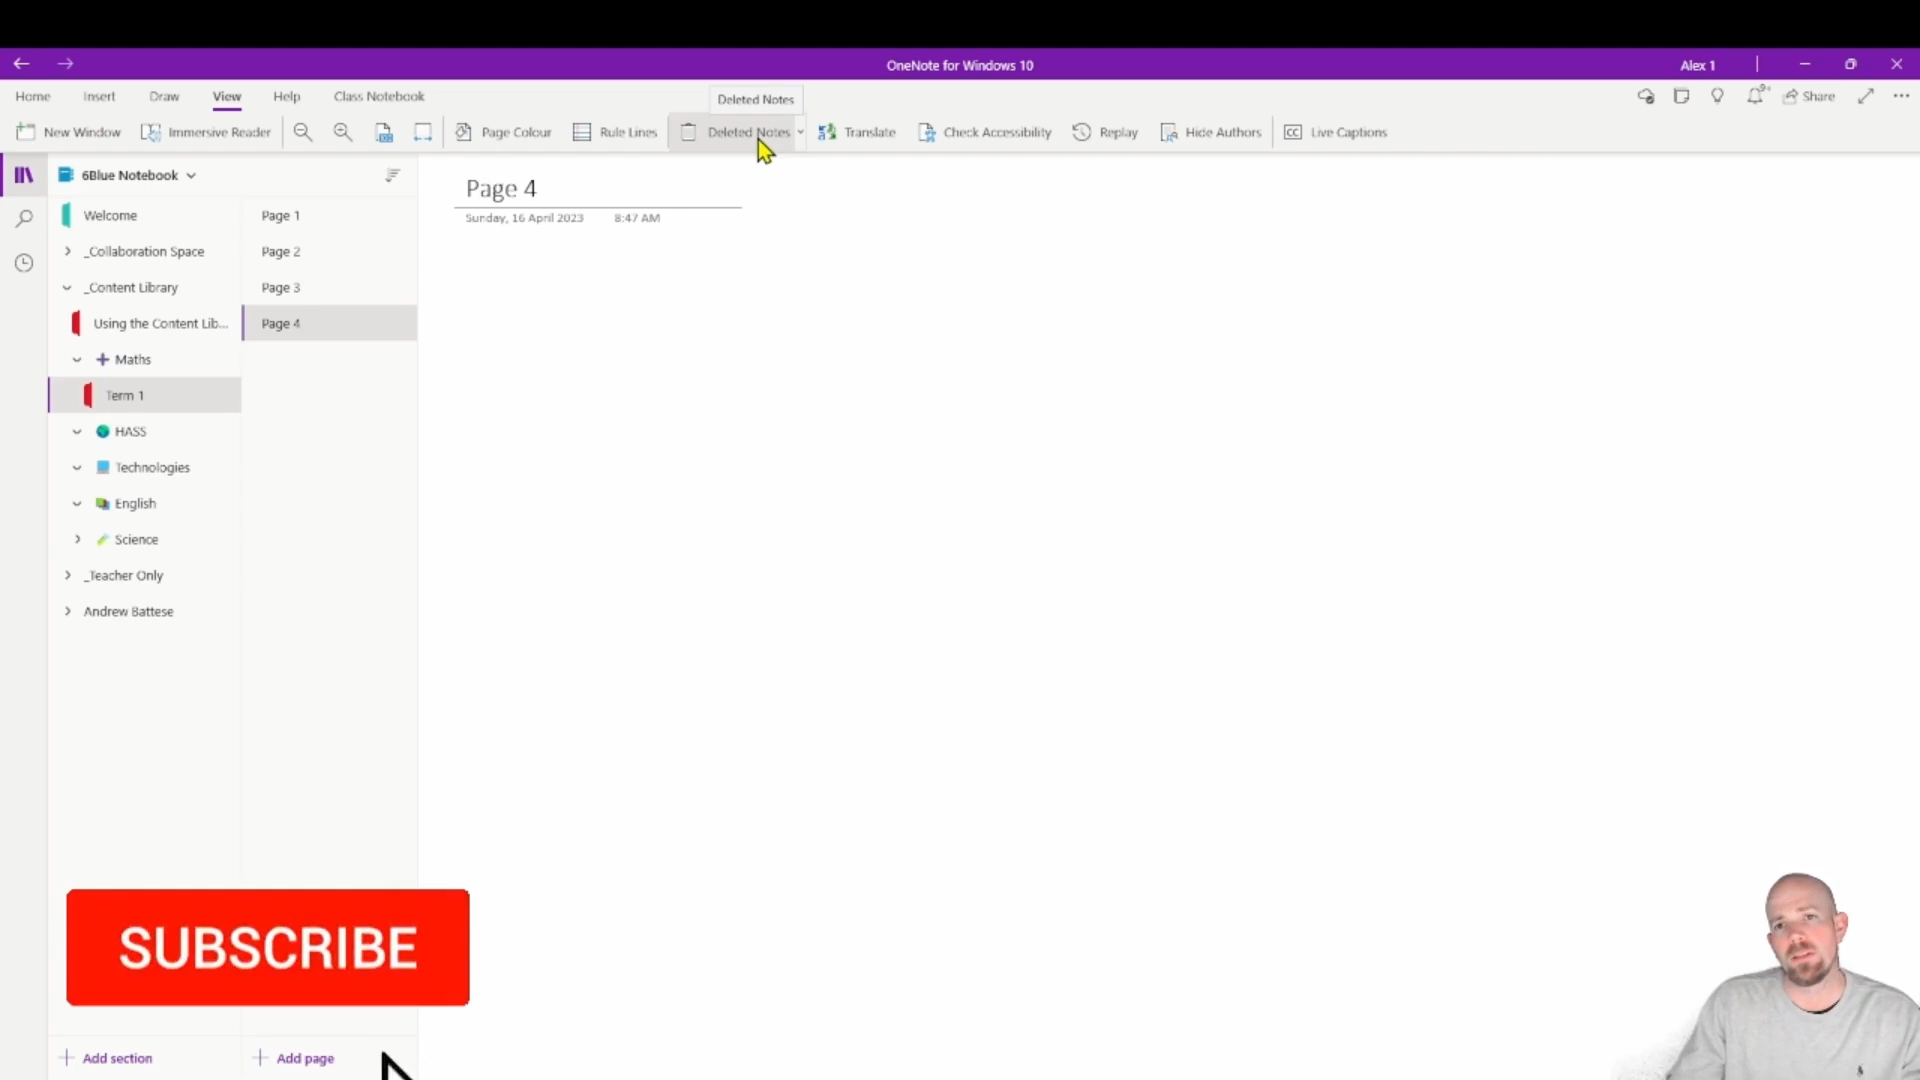 OneNote for Windows 10
Alex 1
Home Insert Draw View Help Class Notebook
Deleted Notes
Share
New Window Immersive Reader Page Colour Rule Lines Deleted Notes Translate Check Accessibility Replay Hide Authors CC Live Captions
6Blue Notebook
Welcome
_Collaboration Space
_Content Library
Using the Content Lib...
Maths
Term 1
HASS
Technologies
English
Science
_Teacher Only
Andrew Battese
Page 1
Page 2
Page 3
Page 4
Page 4
Sunday, 16 April 2023 8:47 AM
SUBSCRIBE
Add section
Add page